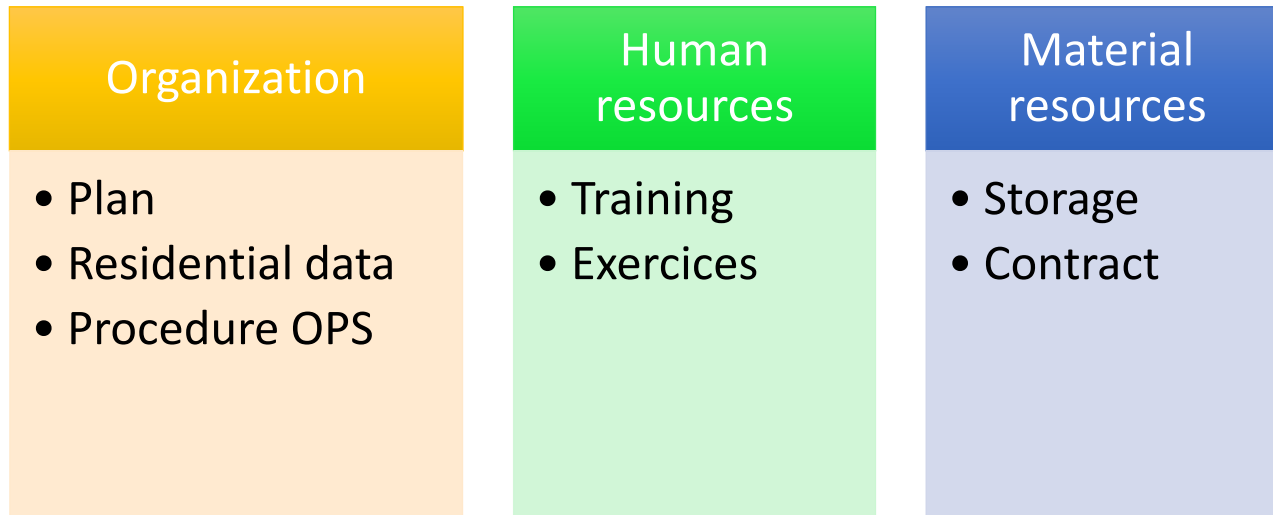 Organization
• Plan
• Residential data
• Procedure OPS
Human
resources
• Training
• Exercices
Material
resources
• Storage
• Contract